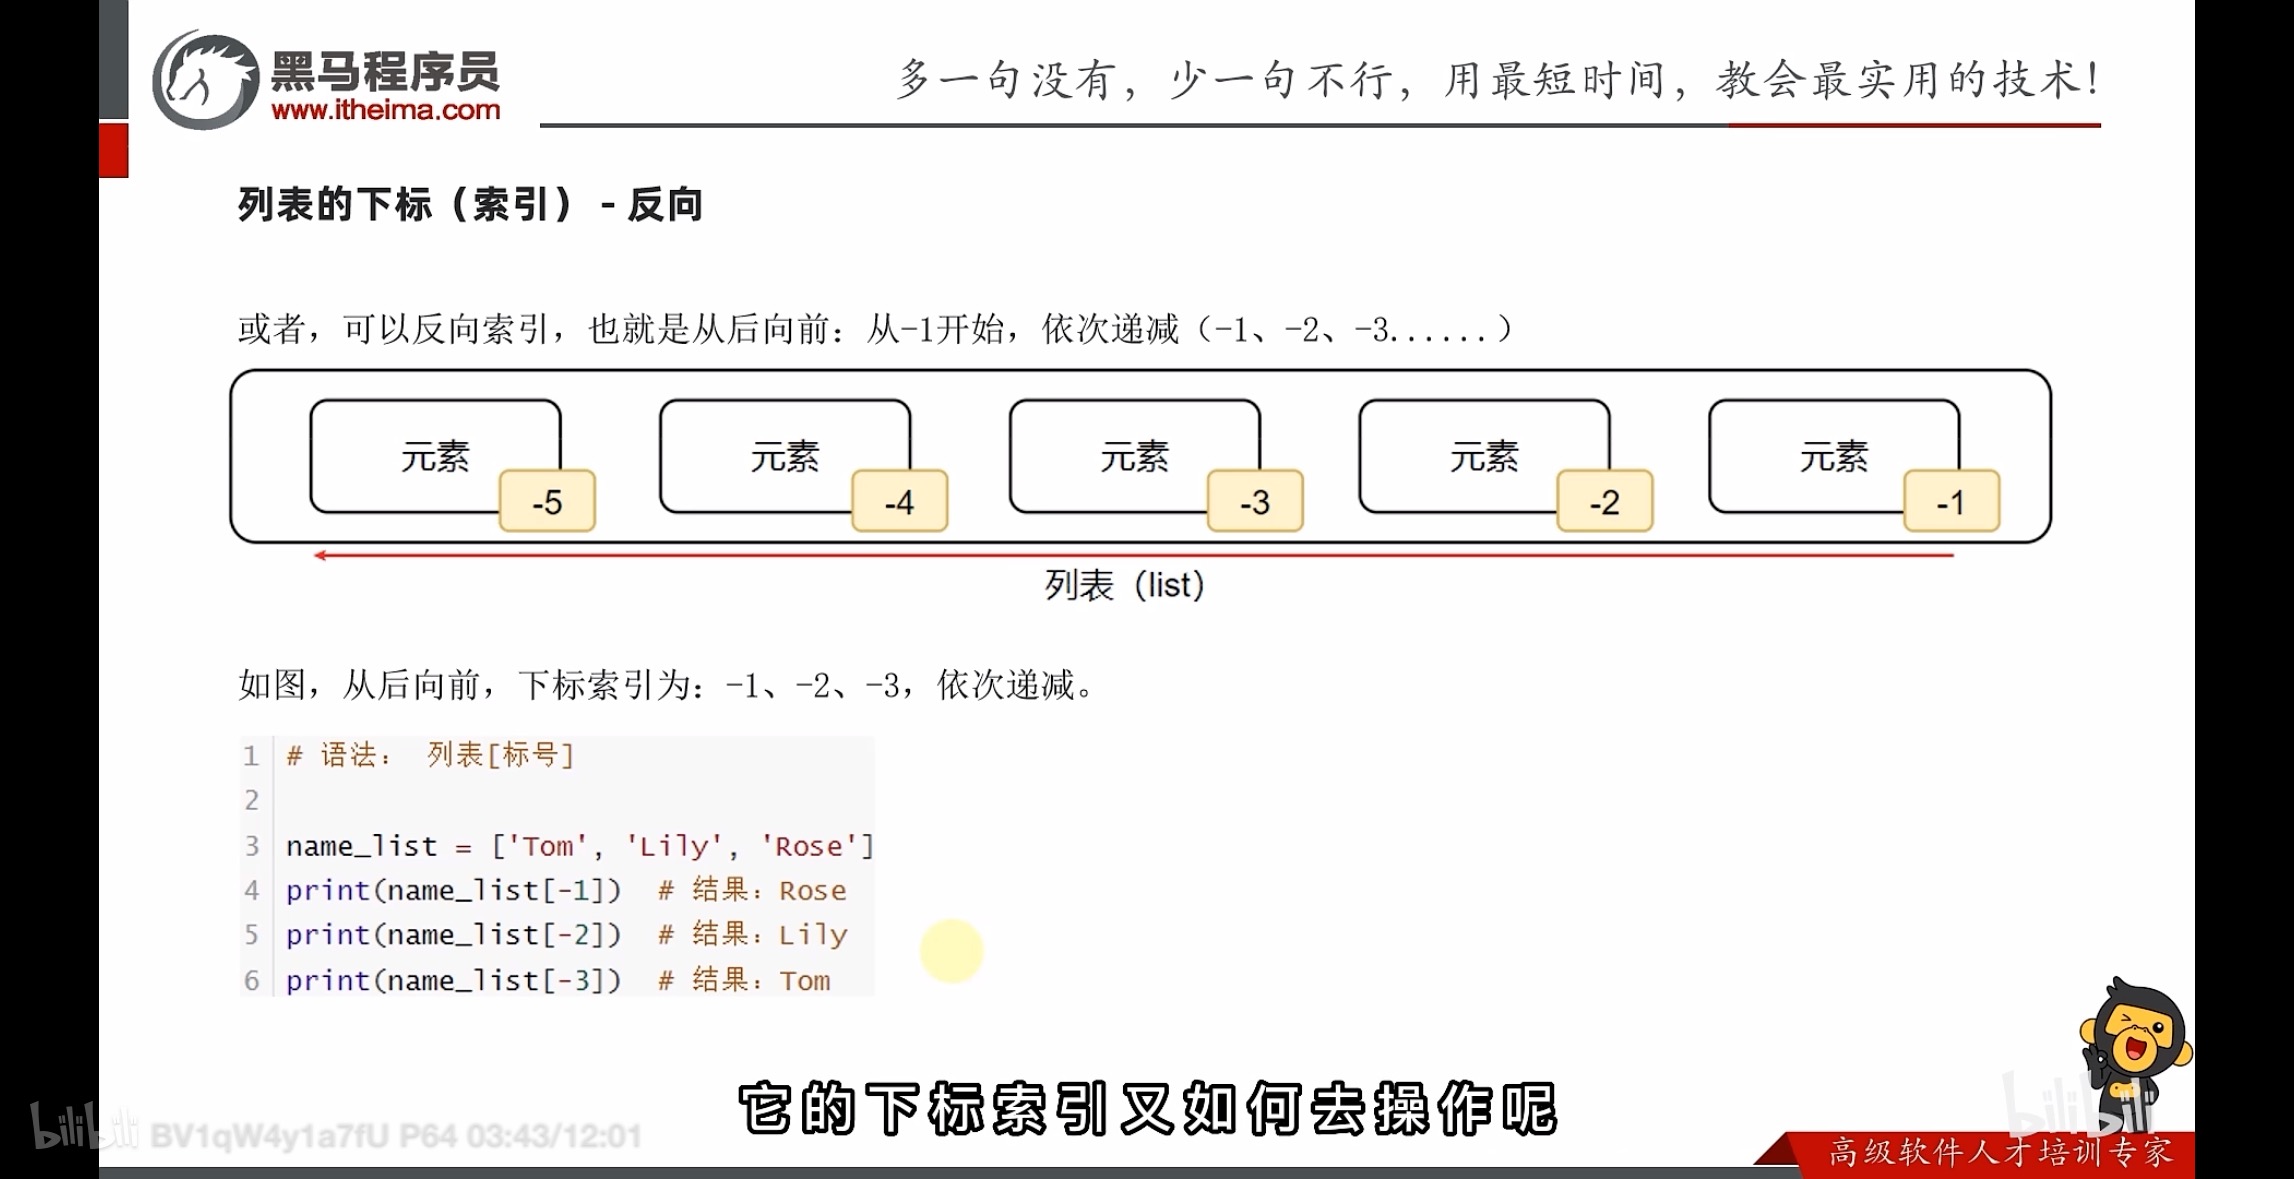 黑马程序员
www.itheima.com
多一句没有，少一句不行，用最短时间，教会最实用的技术！
列表的下标（索引） - 反向
或者，可以反向索引，也就是从后向前：从-1开始，依次递减（-1、-2、-3......）
元素 元素 元素 元素 元素
-5 -4 -3 -2 -1
列表（list）
如图，从后向前，下标索引为：-1、-2、-3，依次递减。
1 # 语法： 列表[标号]
2
3 name_list = ['Tom', 'Lily', 'Rose']
4 print(name_list[-1])  # 结果：Rose
5 print(name_list[-2])  # 结果：Lily
6 print(name_list[-3])  # 结果：Tom
它的下标索引又如何去操作呢
bilibili BV1qW4y1a7fU P64 03:43/12:01
bilibili
高级软件人才培训专家